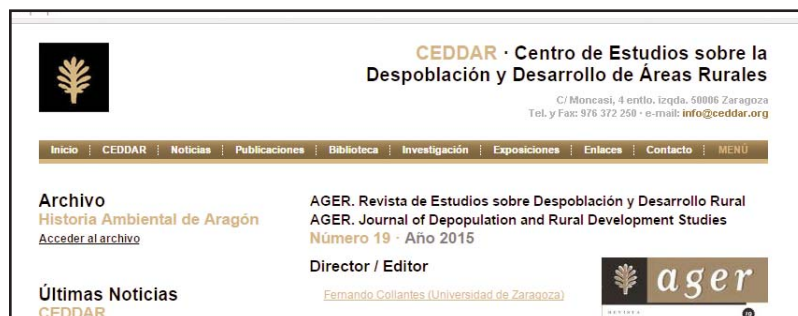 CEDDAR · Centro de Estudios sobre la
Despoblación y Desarrollo de Áreas Rurales
C/ Moncasi, 4 entlo. izqda. 50006 Zaragoza
Tel. y Fax: 976 372 250 · e-mail: info@ceddar.org
Inicio CEDDAR Noticias Publicaciones Biblioteca Investigación Exposiciones Enlaces Contacto MENÚ
Archivo
Historia Ambiental de Aragón
Acceder al archivo
Últimas Noticias
CEDDAR
AGER. Revista de Estudios sobre Despoblación y Desarrollo Rural
AGER. Journal of Depopulation and Rural Development Studies
Número 19 · Año 2015
Director / Editor
Fernando Collantes (Universidad de Zaragoza)
ager
REVISTA
19